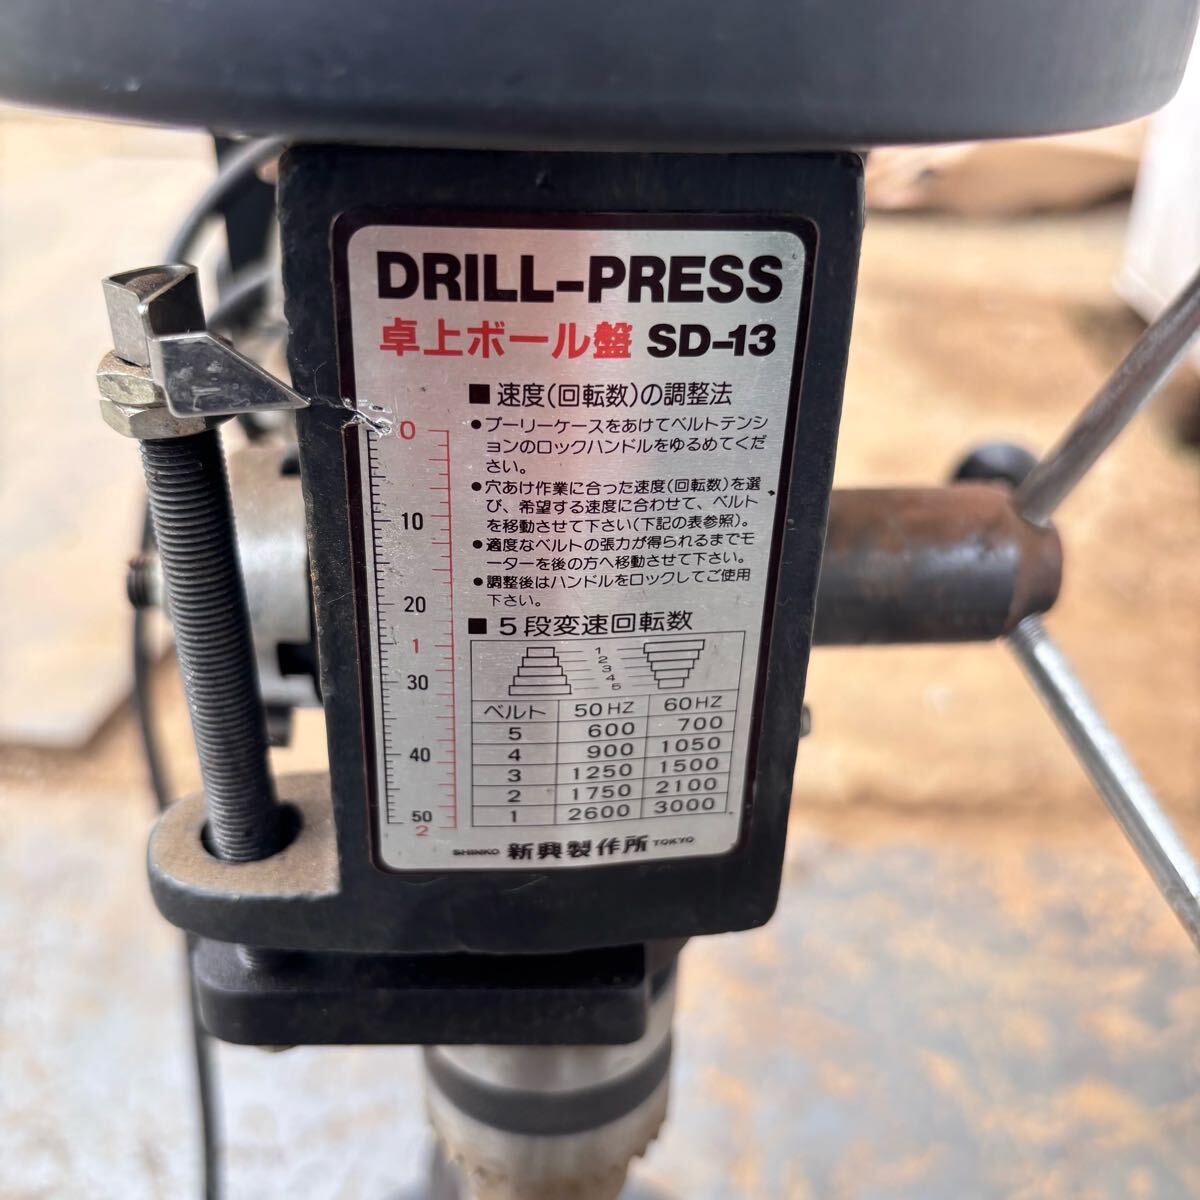 DRILL-PRESS
卓上ボール盤 SD-13
■ 速度(回転数)の調整法
● プーリーケースをあけてベルトテンシ
ョンのロックハンドルをゆるめてくだ
さい。
● 穴あけ作業に合った速度(回転数)を選
び、希望する速度に合わせて、ベルト
を移動させて下さい(下記の表参照)。
● 適度なベルトの張力が得られるまでモ
ーターを後の方へ移動させて下さい。
● 調整後はハンドルをロックしてご使用
下さい。
■ 5段変速回転数
1
2
3
4
5
ベルト 50HZ 60HZ
5 600 700
4 900 1050
3 1250 1500
2 1750 2100
1 2600 3000
SHINKO 新興製作所 TOKYO
0
10
20
1
30
40
50
2